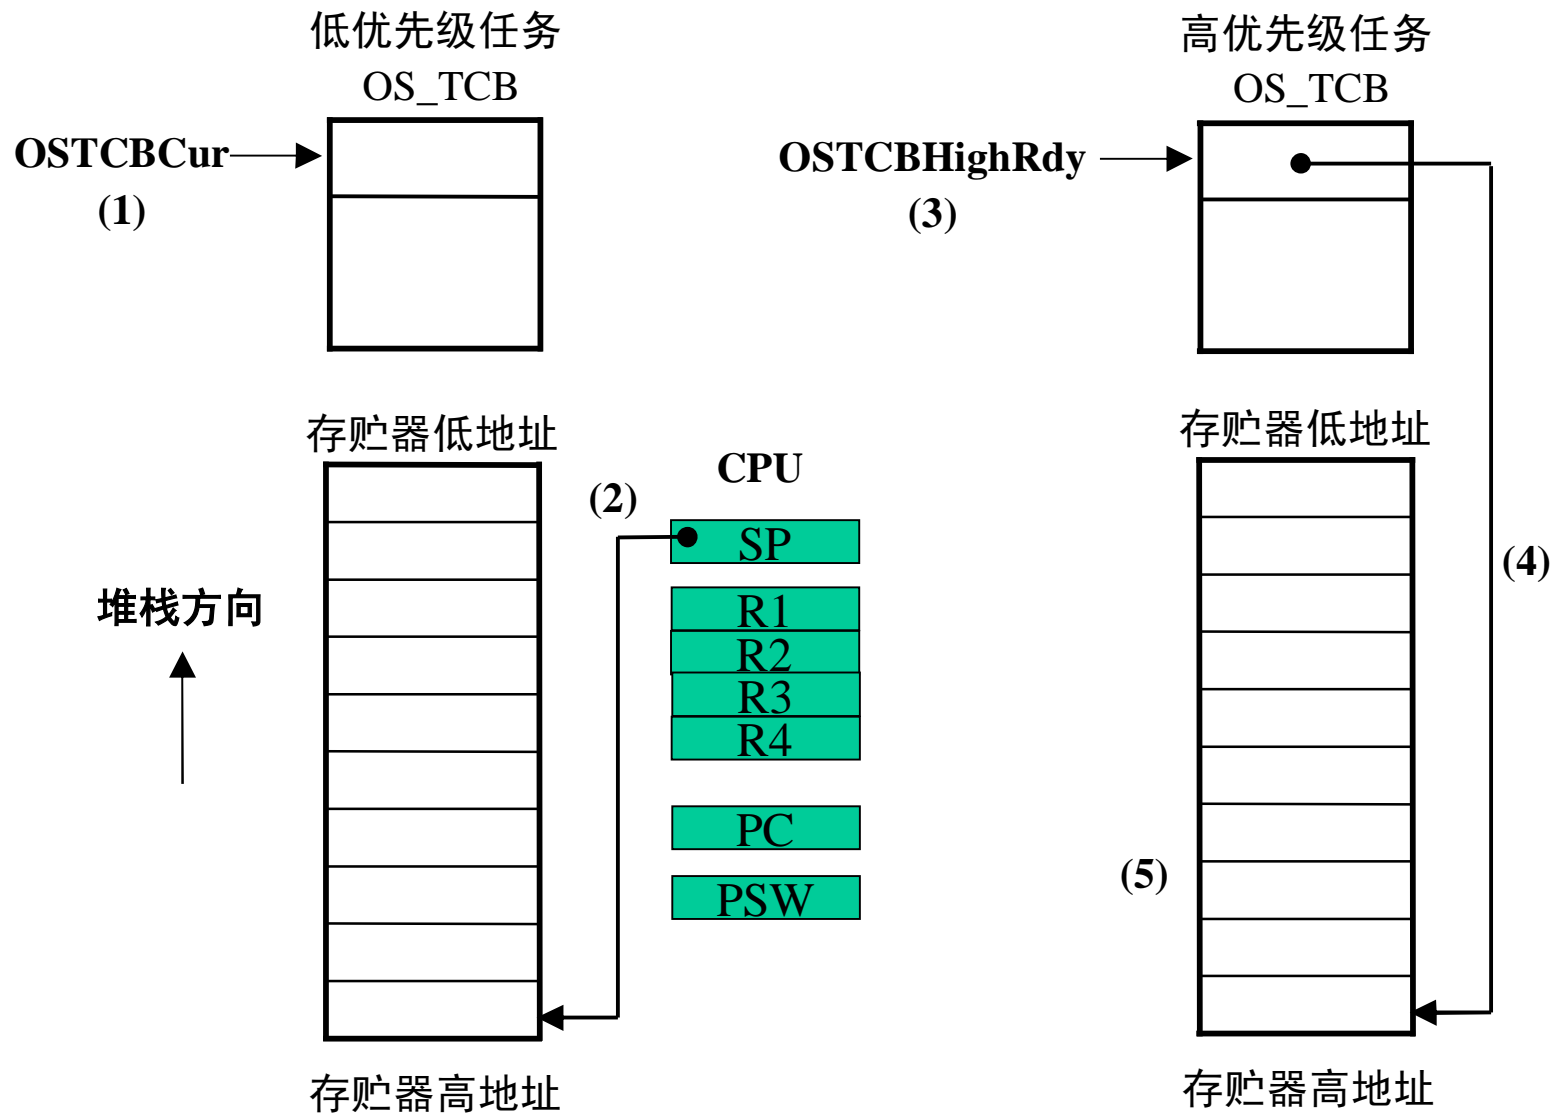 低优先级任务
OS_TCB
OSTCBCur
(1)
高优先级任务
OS_TCB
OSTCBHighRdy
(3)
存贮器低地址
堆栈方向
存贮器高地址
(2)
CPU
SP
R1
R2
R3
R4
PC
PSW
存贮器低地址
(4)
(5)
存贮器高地址